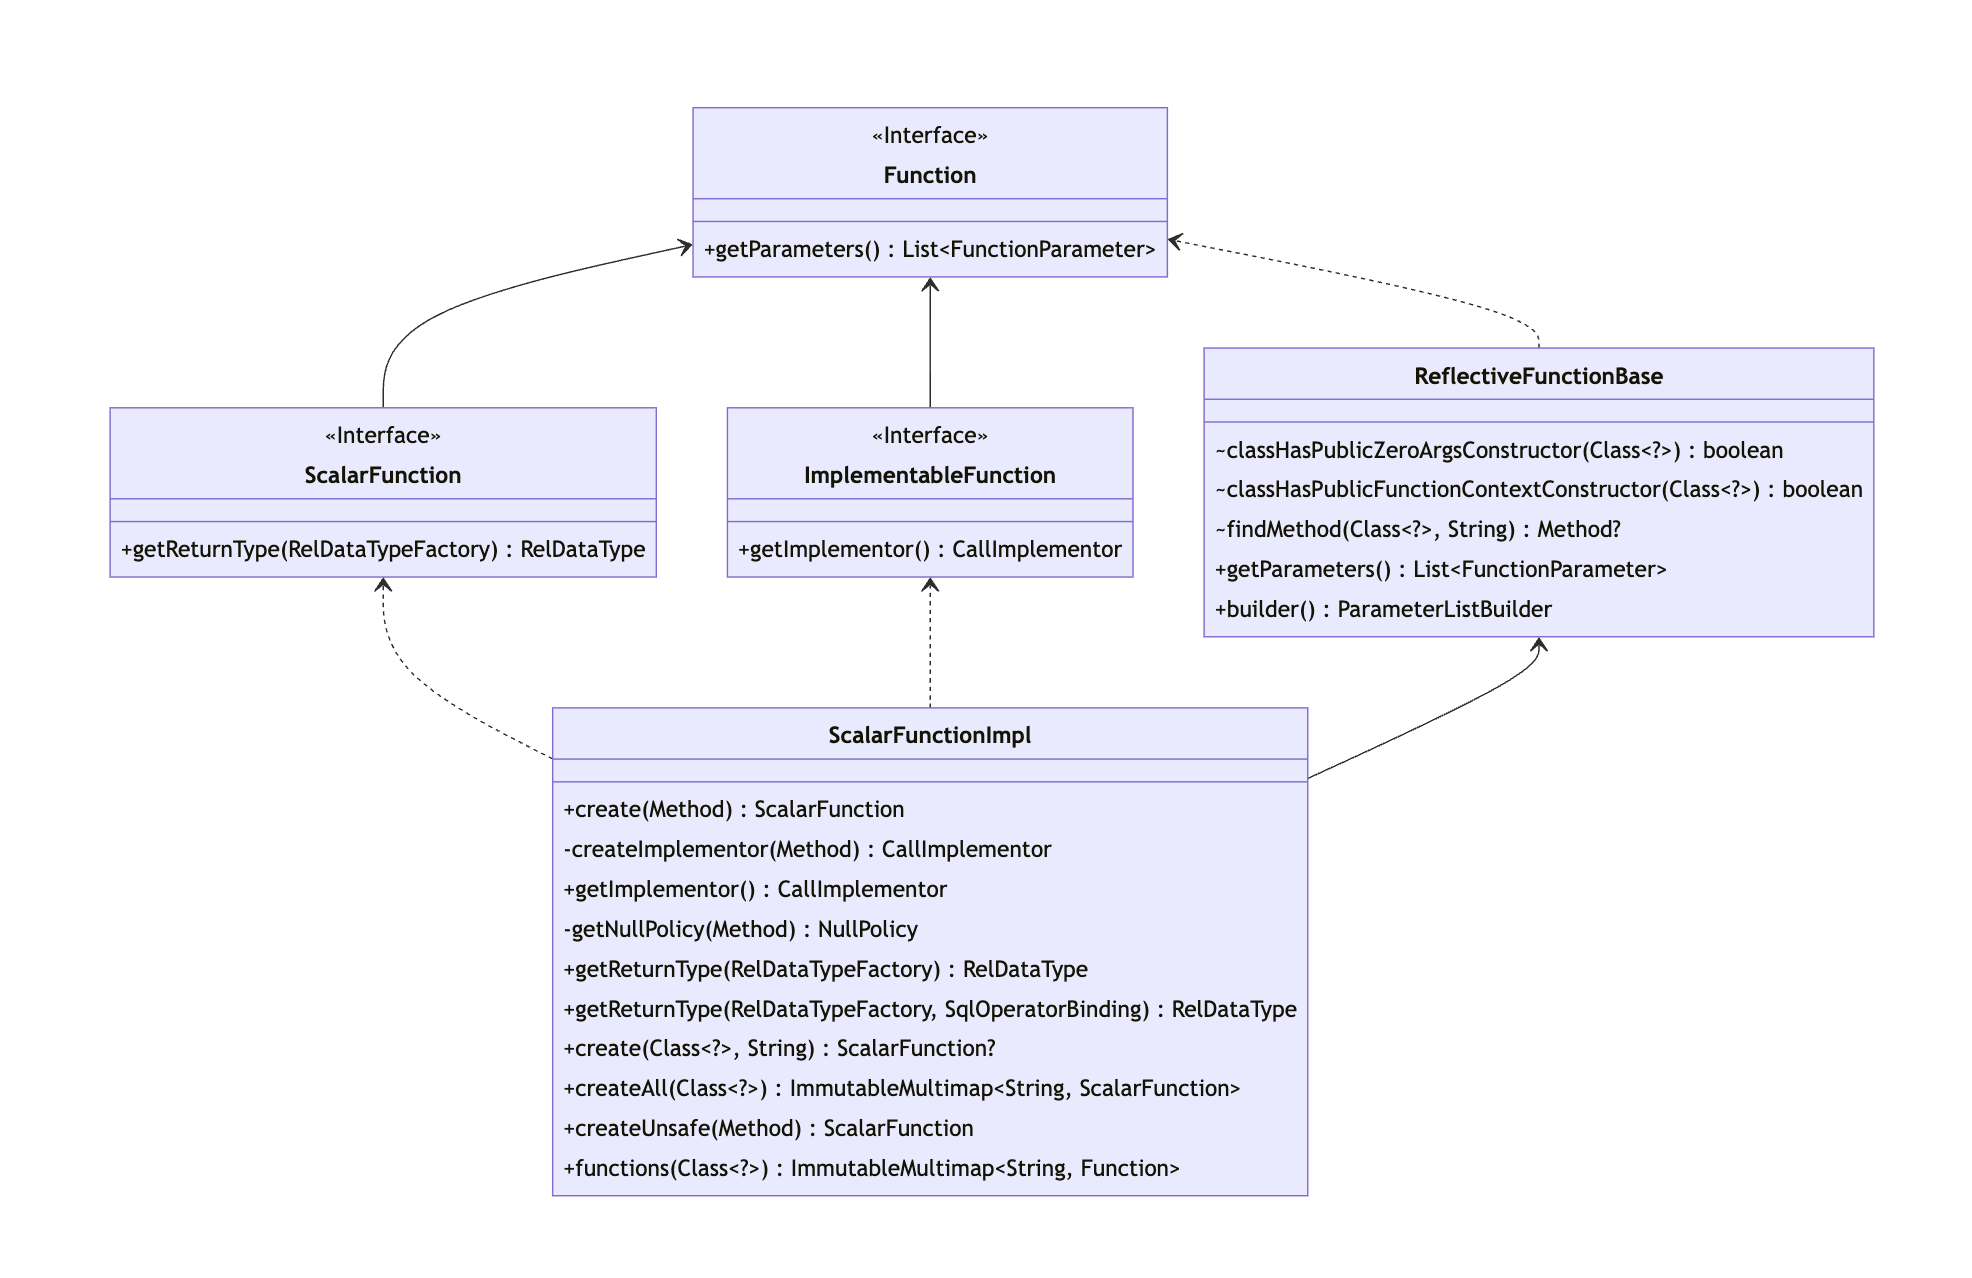 «Interface»
Function
+getParameters() : List<FunctionParameter>
«Interface»
ScalarFunction
+getReturnType(RelDataTypeFactory) : RelDataType
«Interface»
ImplementableFunction
+getImplementor() : CallImplementor
ReflectiveFunctionBase
~classHasPublicZeroArgsConstructor(Class<?>) : boolean
~classHasPublicFunctionContextConstructor(Class<?>) : boolean
~findMethod(Class<?>, String) : Method?
+getParameters() : List<FunctionParameter>
+builder() : ParameterListBuilder
ScalarFunctionImpl
+create(Method) : ScalarFunction
-createImplementor(Method) : CallImplementor
+getImplementor() : CallImplementor
-getNullPolicy(Method) : NullPolicy
+getReturnType(RelDataTypeFactory) : RelDataType
+getReturnType(RelDataTypeFactory, SqlOperatorBinding) : RelDataType
+create(Class<?>, String) : ScalarFunction?
+createAll(Class<?>) : ImmutableMultimap<String, ScalarFunction>
+createUnsafe(Method) : ScalarFunction
+functions(Class<?>) : ImmutableMultimap<String, Function>